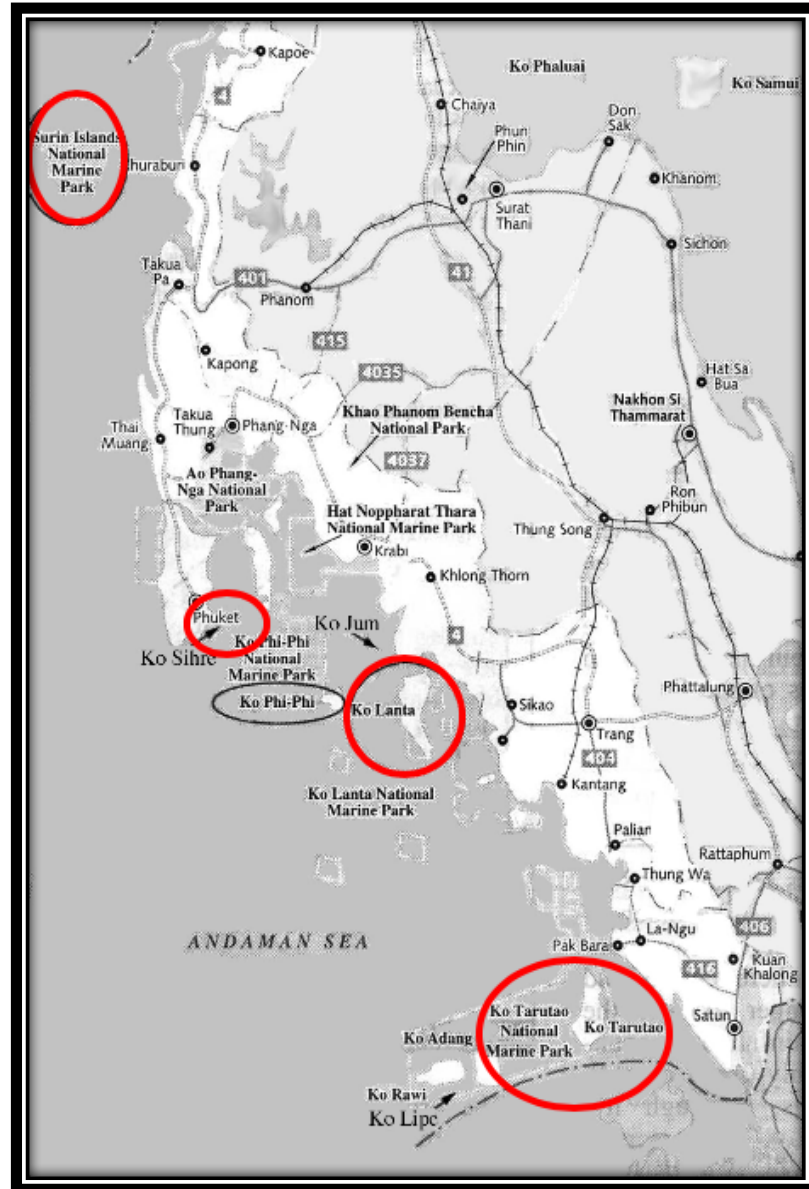 Kapoe
4
Ko Phaluai
Ko Samui
Chaiya
Don
Sak
Phun
Phin
Surin Islands
National
Marine
Park
Khanom
Surat
Thani
Sichon
Takua
Pa
401
Phanom
41
415
Kapong
4035
Hat Sa
Bua
Nakhon Si
Thammarat
Khao Phanom Bencha
National Park
Thai
Muang
Takua
Thung
Phang-Nga
4037
Ao Phang-
Nga National
Park
Ron
Phibun
Hat Noppharat Thara
National Marine Park
Thung Song
Krabi
Khlong Thorn
Phuket
Ko Jum
4
Ko Sihre
Ko Phi-Phi
National
Marine Park
Ko Phi-Phi
Ko Lanta
Sikao
Phattalung
Trang
404
Ko Lanta National
Marine Park
Kantang
Palian
Rattaphum
Thung Wa
ANDAMAN SEA
La-Ngu
406
Pak Bara
416
Kuan
Khalong
Ko Tarutao
National
Marine Park
Ko Tarutao
Satun
Ko Adang
Ko Rawi
Ko Lipe